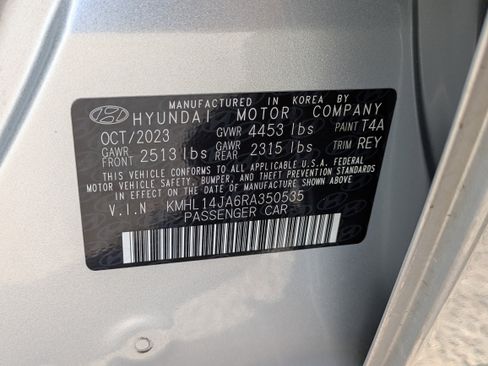 MANUFACTURED IN KOREA BY
HYUNDAI MOTOR COMPANY
OCT/2023 GVWR 4453 lbs PAINT T4A
GAWR FRONT 2513 lbs GAWR REAR 2315 lbs TRIM REY
THIS VEHICLE CONFORMS TO ALL APPLICABLE U.S.A. FEDERAL
MOTOR VEHICLE SAFETY, BUMPER, AND THEFT PREVENTION STANDARDS
IN EFFECT ON THE DATE OF MANUFACTURE SHOWN ABOVE.
V.I.N KMHL14JA6RA350535
PASSENGER CAR